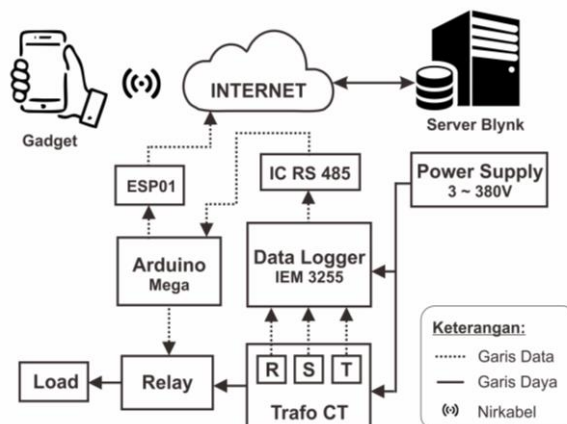 INTERNET
Gadget
Server Blynk
ESP01
IC RS 485
Power Supply
3 ~ 380V
Arduino
Mega
Data Logger
IEM 3255
R
S
T
Trafo CT
Relay
Load
Keterangan:
Garis Data
Garis Daya
Nirkabel